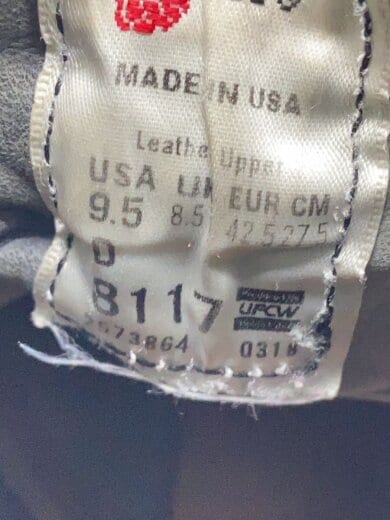 MADE IN USA
Leather Upper
USA UK EUR CM
9.5 8.5 42.5 27.5
D
8117
UFCW
0318